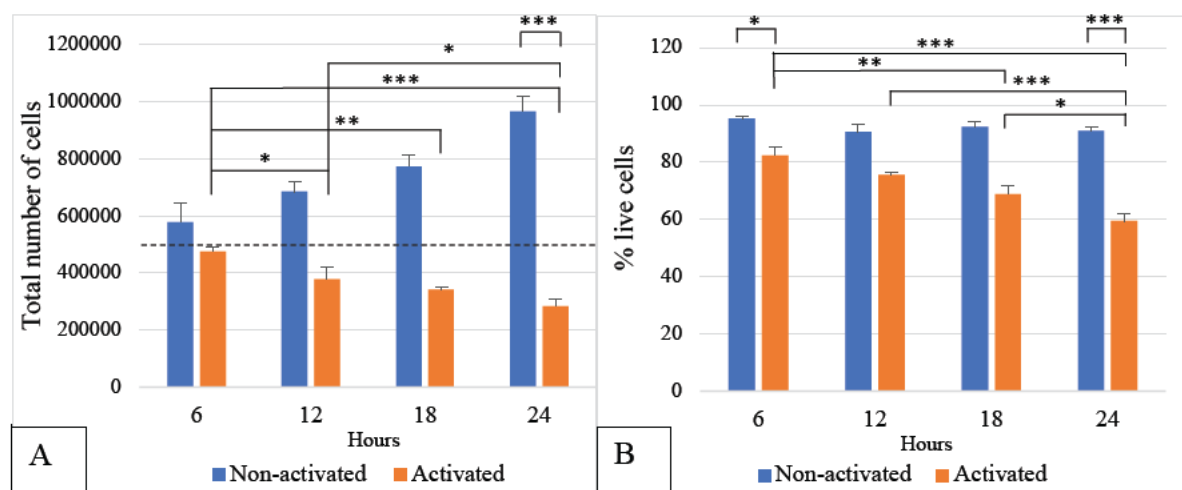 ***
1200000
*
1000000
***
800000
**
*
600000
400000
200000
0
6 12 18 24
Hours
Total number of cells
A
Non-activated Activated
* ***
120
***
**
100
***
*
80
60
40
20
0
6 12 18 24
Hours
% live cells
B
Non-activated Activated